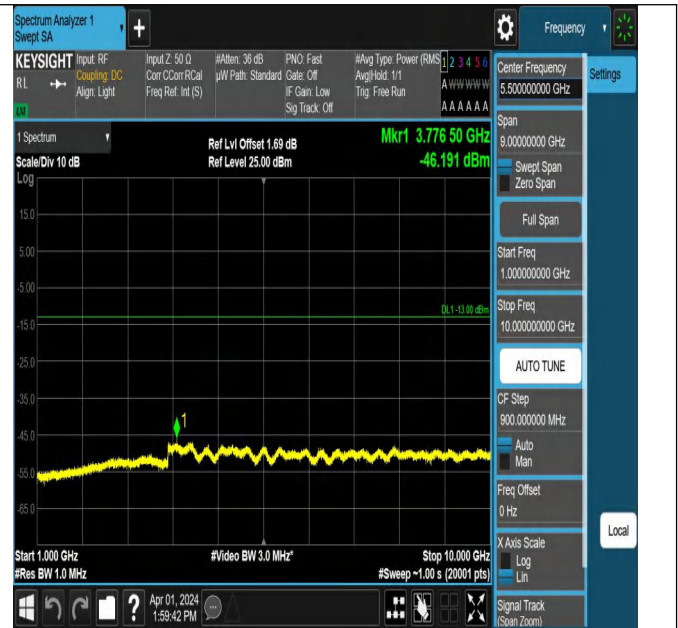 Spectrum Analyzer 1
Swept SA
Frequency
KEYSIGHT
RL
LXI
Input: RF
Coupling: DC
Align: Light
Input Z: 50 Ω
Corr CCorr RCal
Freq Ref: Int (S)
#Atten: 36 dB
µW Path: Standard
PNO: Fast
Gate: Off
IF Gain: Low
Sig Track: Off
#Avg Type: Power (RMS
Avg|Hold: 1/1
Trig: Free Run
1 2 3 4 5 6
A W W W W W
A A A A A A
1 Spectrum
Scale/Div 10 dB
Log
Ref Lvl Offset 1.69 dB
Ref Level 25.00 dBm
Mkr1 3.776 50 GHz
-46.191 dBm
15.0
5.00
-5.00
-15.0
-25.0
-35.0
-45.0
-55.0
-65.0
DL1 -13.00 dBm
1
Start 1.000 GHz
#Res BW 1.0 MHz
#Video BW 3.0 MHz*
Stop 10.000 GHz
#Sweep ~1.00 s (20001 pts)
Apr 01, 2024
1:59:42 PM
Center Frequency
5.500000000 GHz
Span
9.00000000 GHz
Swept Span
Zero Span
Full Span
Start Freq
1.000000000 GHz
Stop Freq
10.000000000 GHz
AUTO TUNE
CF Step
900.000000 MHz
Auto
Man
Freq Offset
0 Hz
X Axis Scale
Log
Lin
Signal Track
(Span Zoom)
Settings
Local